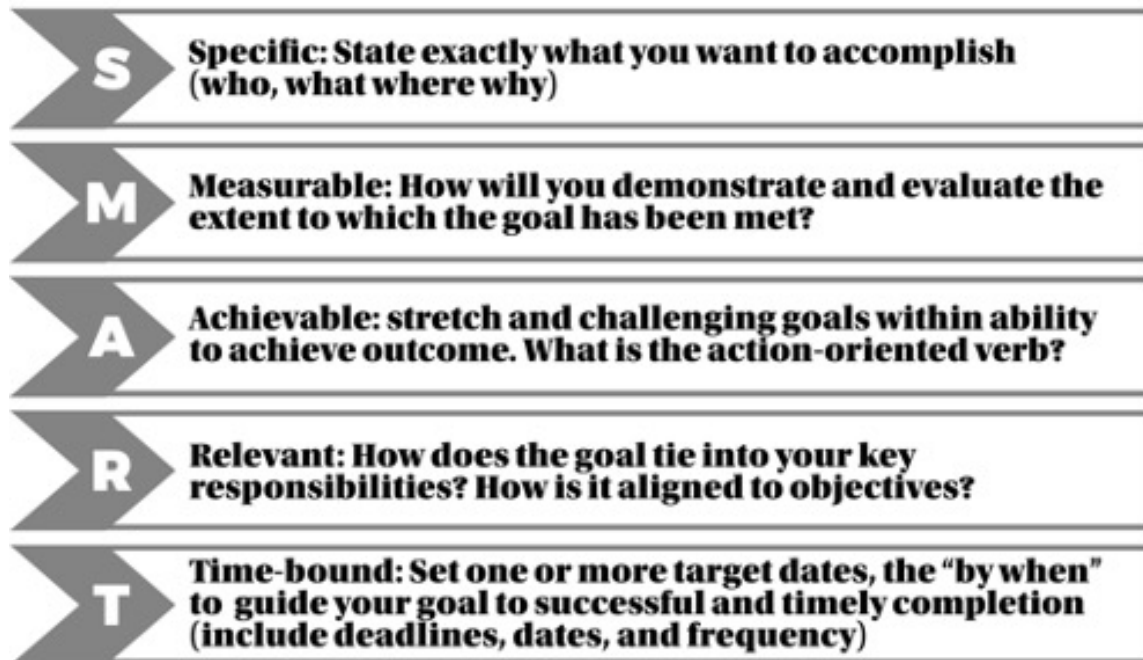 S
Specific: State exactly what you want to accomplish
(who, what where why)
M
Measurable: How will you demonstrate and evaluate the
extent to which the goal has been met?
A
Achievable: stretch and challenging goals within ability
to achieve outcome. What is the action-oriented verb?
R
Relevant: How does the goal tie into your key
responsibilities? How is it aligned to objectives?
T
Time-bound: Set one or more target dates, the “by when”
to guide your goal to successful and timely completion
(include deadlines, dates, and frequency)